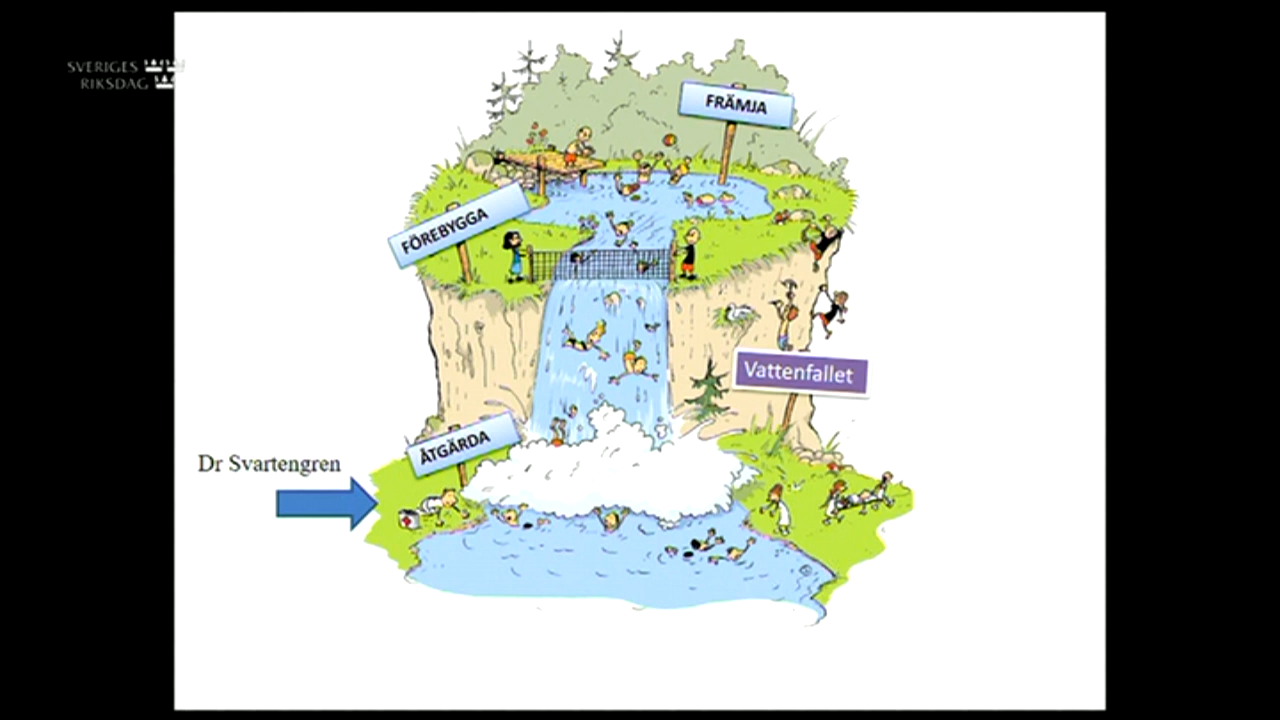 SVERIGES
RIKSDAG
FRÄMJA
FÖREBYGGA
Vattenfallet
ÅTGÄRDA
Dr Svartengren